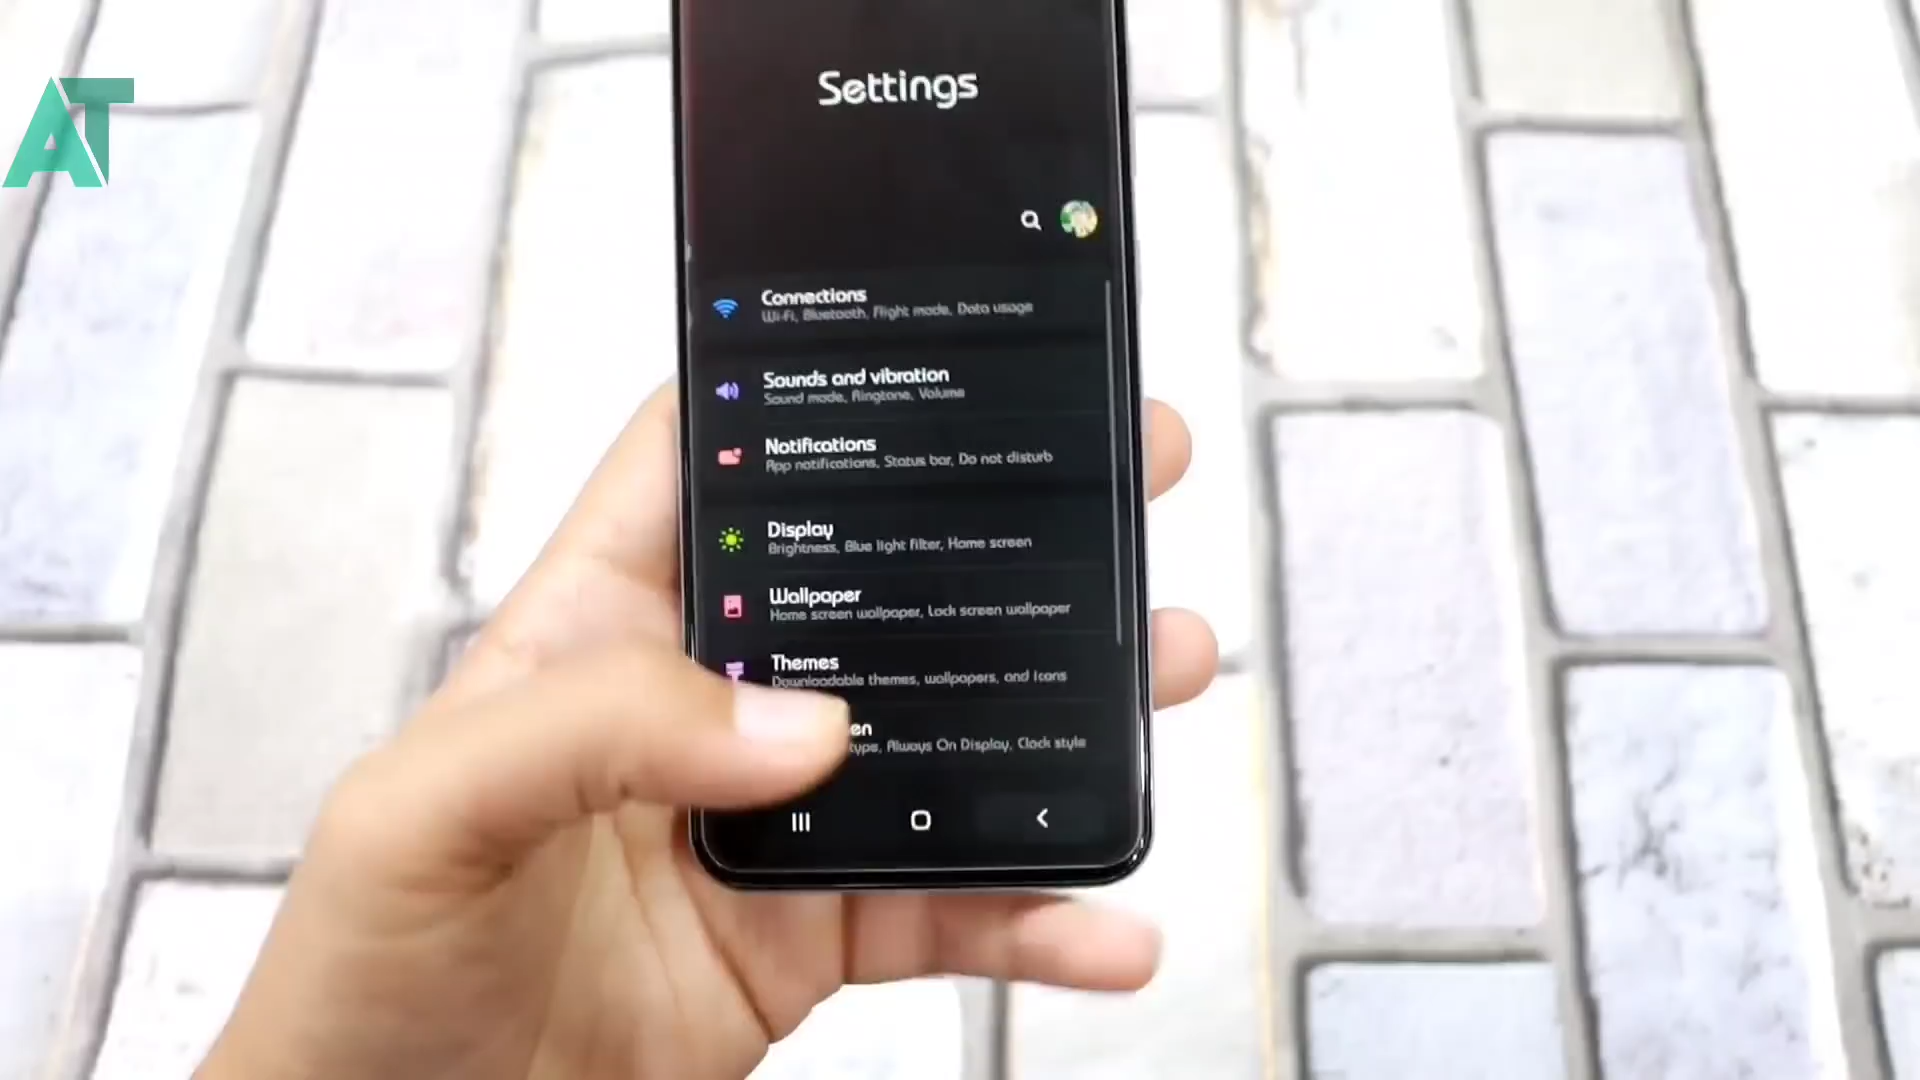 AT
Settings
Connections
Wi-Fi, Bluetooth, Flight mode, Data usage
Sounds and vibration
Sound mode, Ringtone, Volume
Notifications
App notifications, Status bar, Do not disturb
Display
Brightness, Blue light filter, Home screen
Wallpaper
Home screen wallpaper, Lock screen wallpaper
Themes
Downloadable themes, wallpapers, and icons
en
type, Always On Display, Clock style